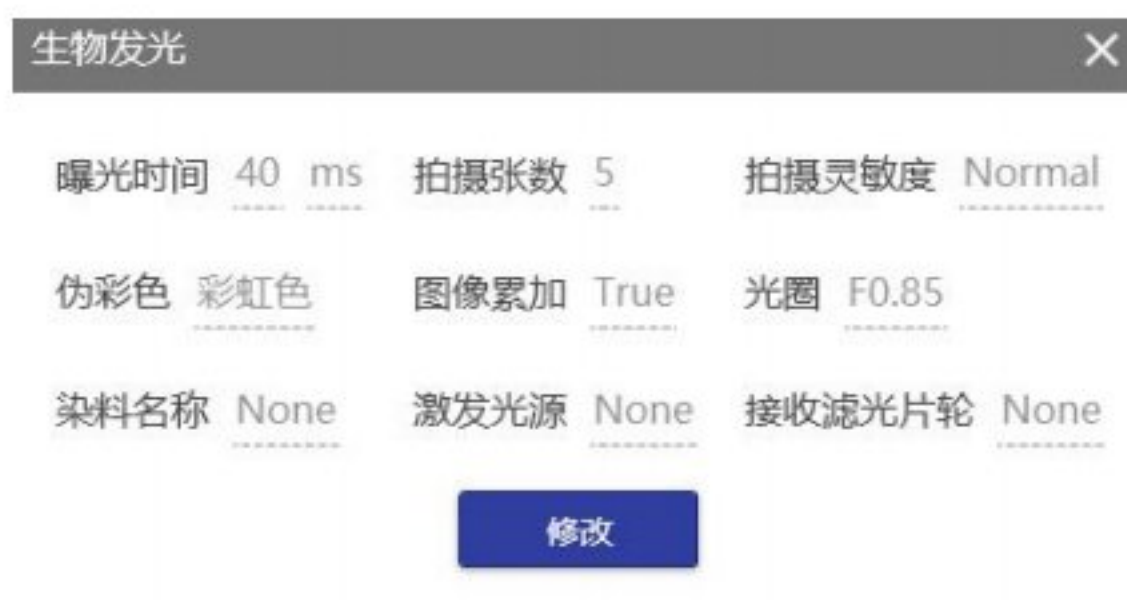 生物发光
曝光时间 40 ms 拍摄张数 5 拍摄灵敏度 Normal
伪彩色 彩虹色 图像累加 True 光圈 F0.85
染料名称 None 激发光源 None 接收滤光片轮 None
修改